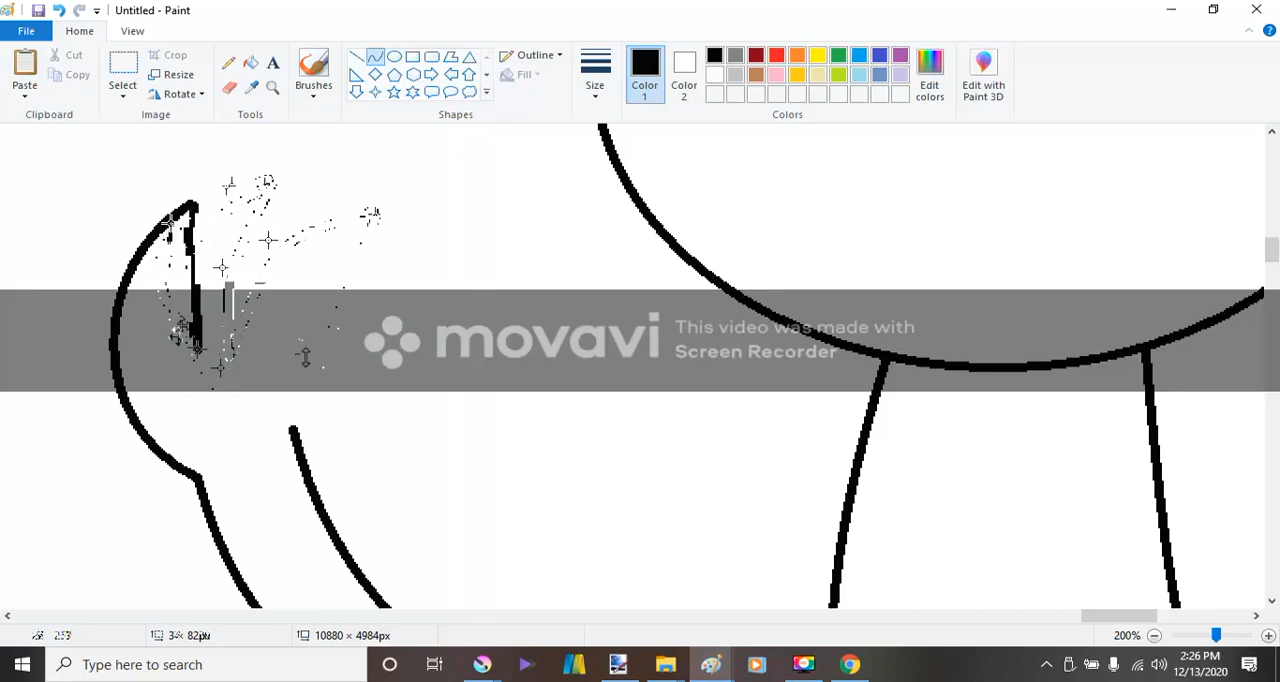 Untitled - Paint
File Home View
Paste
Cut
Copy
Clipboard
Select
Crop
Resize
Rotate
Image
A
Tools
Brushes
Outline
Fill
Shapes
Size
Color 1
Color 2
Edit colors
Edit with Paint 3D
Colors
movavi
This video was made with
Screen Recorder
10880 × 4984px
200%
Type here to search
2:26 PM
12/13/2020